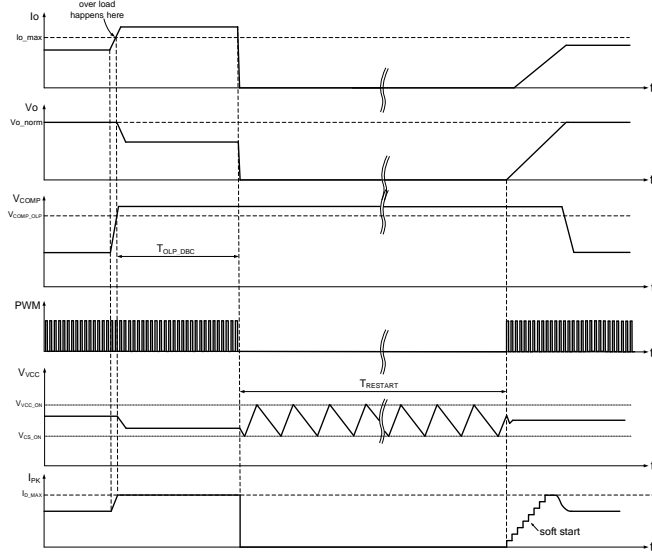 over load
happens here
Io
Io_max
t
Vo
Vo_norm
t
VCOMP
VCOMP_OLP
TOLP_DBC
t
PWM
t
VVCC
TRESTART
VVCC_ON
VCS_ON
t
IPK
ID_MAX
soft start
t